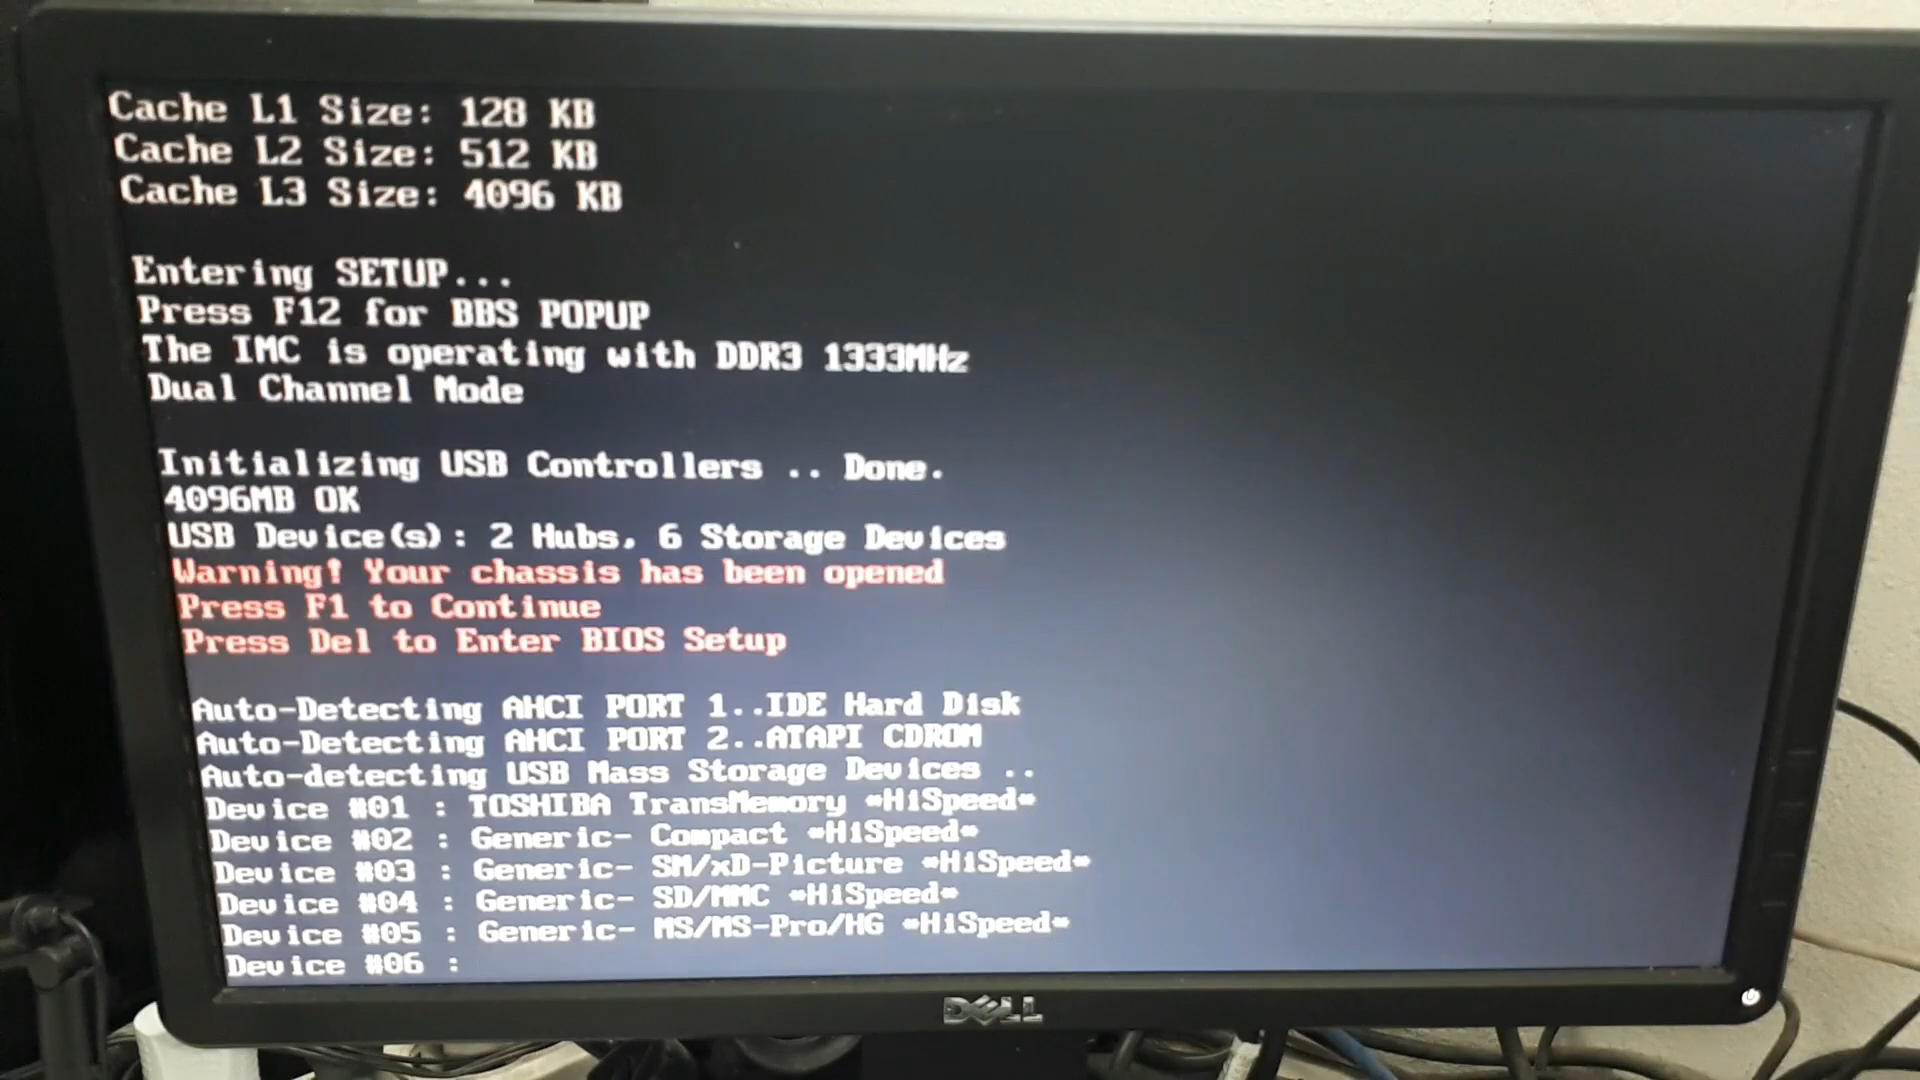 Cache L1 Size: 128 KB
Cache L2 Size: 512 KB
Cache L3 Size: 4096 KB
Entering SETUP...
Press F12 for BBS POPUP
The IMC is operating with DDR3 1333MHz
Dual Channel Mode
Initializing USB Controllers .. Done.
4096MB OK
USB Device(s): 2 Hubs, 6 Storage Devices
Warning! Your chassis has been opened
Press F1 to Continue
Press Del to Enter BIOS Setup
Auto-Detecting AHCI PORT 1..IDE Hard Disk
Auto-Detecting AHCI PORT 2..ATAPI CDROM
Auto-detecting USB Mass Storage Devices ..
Device #01 : TOSHIBA TransMemory *HiSpeed*
Device #02 : Generic- Compact *HiSpeed*
Device #03 : Generic- SM/xD-Picture *HiSpeed*
Device #04 : Generic- SD/MMC *HiSpeed*
Device #05 : Generic- MS/MS-Pro/HG *HiSpeed*
Device #06 :
DELL